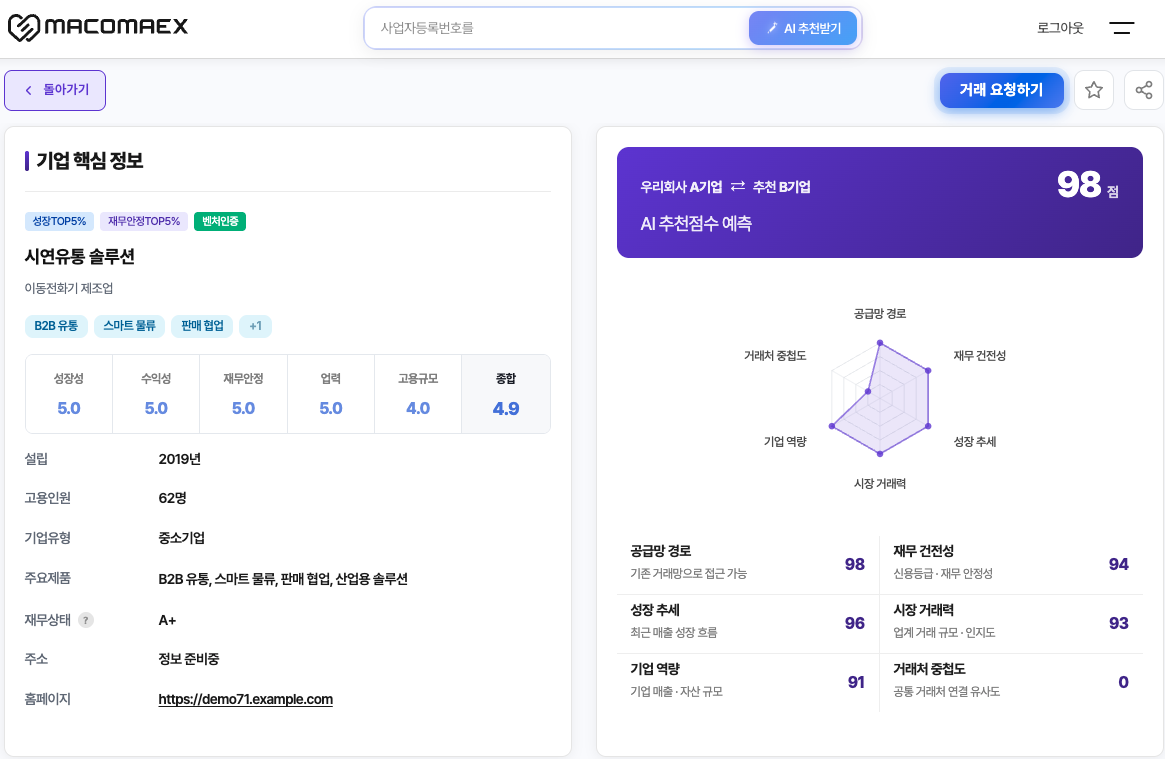 MACOMAEX
사업자등록번호를
AI 추천받기
로그아웃
돌아가기
거래 요청하기
기업 핵심 정보
성장TOP5% 재무안정TOP5% 벤처인증
시연유통 솔루션
이동전화기 제조업
B2B 유통 스마트 물류 판매 협업 +1
성장성 수익성 재무안정 업력 고용규모 종합
5.0 5.0 5.0 5.0 4.0 4.9
설립 2019년
고용인원 62명
기업유형 중소기업
주요제품 B2B 유통, 스마트 물류, 판매 협업, 산업용 솔루션
재무상태 ? A+
주소 정보 준비중
홈페이지 https://demo71.example.com
우리회사 A기업 ⇄ 추천 B기업
98 점
AI 추천점수 예측
공급망 경로
거래처 중첩도 재무 건전성
기업 역량 성장 추세
시장 거래력
공급망 경로 98
기존 거래망으로 접근 가능
재무 건전성 94
신용등급 · 재무 안정성
성장 추세 96
최근 매출 성장 흐름
시장 거래력 93
업계 거래 규모 · 인지도
기업 역량 91
기업 매출 · 자산 규모
거래처 중첩도 0
공통 거래처 연결 유사도